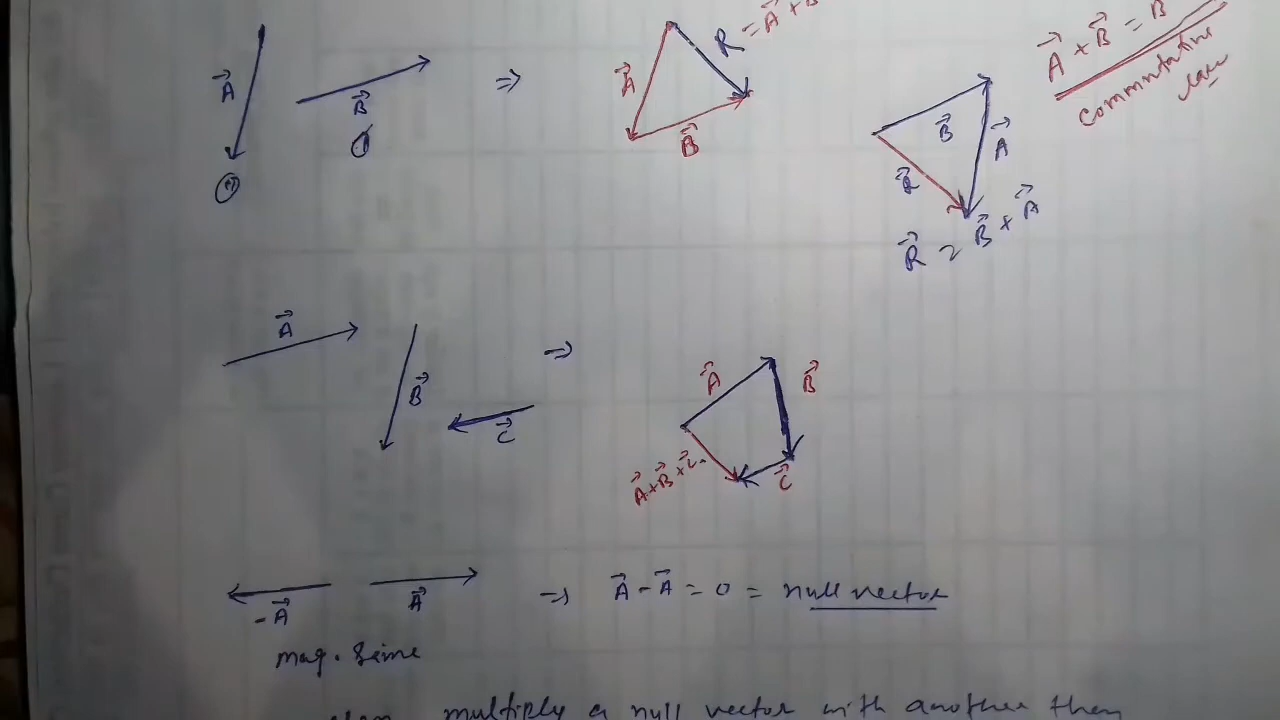 A⃗
B⃗
⇒
A⃗
B⃗
R = A⃗ + B
A⃗ + B⃗ = B
Commutative
law
B⃗
A⃗
R⃗
R⃗ = B⃗ + A⃗
A⃗
B⃗
C⃗
⇒
A⃗
B⃗
C⃗
A⃗+B⃗+C⃗
-A⃗
A⃗
⇒ A⃗ - A⃗ = 0 = null vector
mag. Same
multiply a null vector with another then